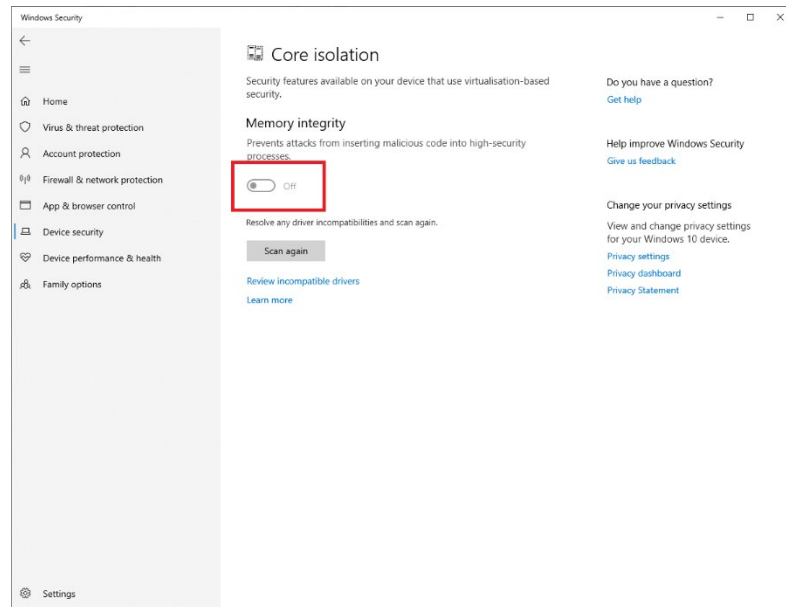 Windows Security
Home
Virus & threat protection
Account protection
Firewall & network protection
App & browser control
Device security
Device performance & health
Family options
Settings
Core isolation
Security features available on your device that use virtualisation-based
security.
Memory integrity
Prevents attacks from inserting malicious code into high-security
processes.
Off
Resolve any driver incompatibilities and scan again.
Scan again
Review incompatible drivers
Learn more
Do you have a question?
Get help
Help improve Windows Security
Give us feedback
Change your privacy settings
View and change privacy settings
for your Windows 10 device.
Privacy settings
Privacy dashboard
Privacy Statement